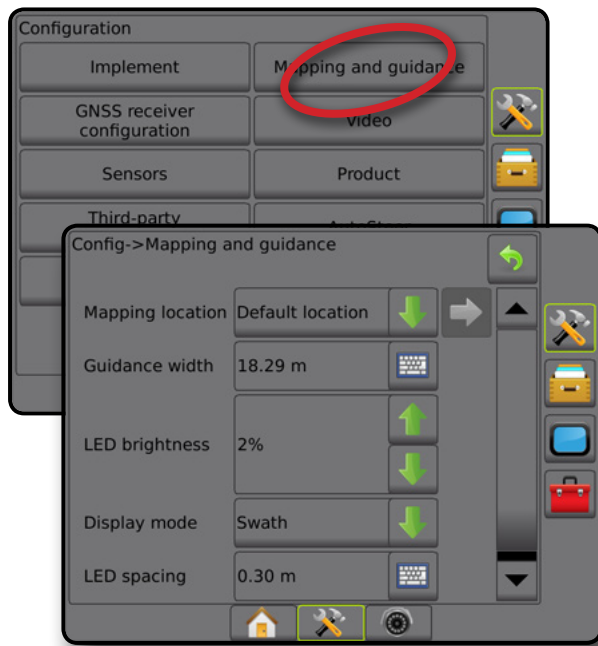 Configuration
Implement
Mapping and guidance
GNSS receiver
configuration
Video
Sensors
Product
Third-party
Config->Mapping and guidance
Mapping location
Default location
Guidance width
18.29 m
LED brightness
2%
Display mode
Swath
LED spacing
0.30 m